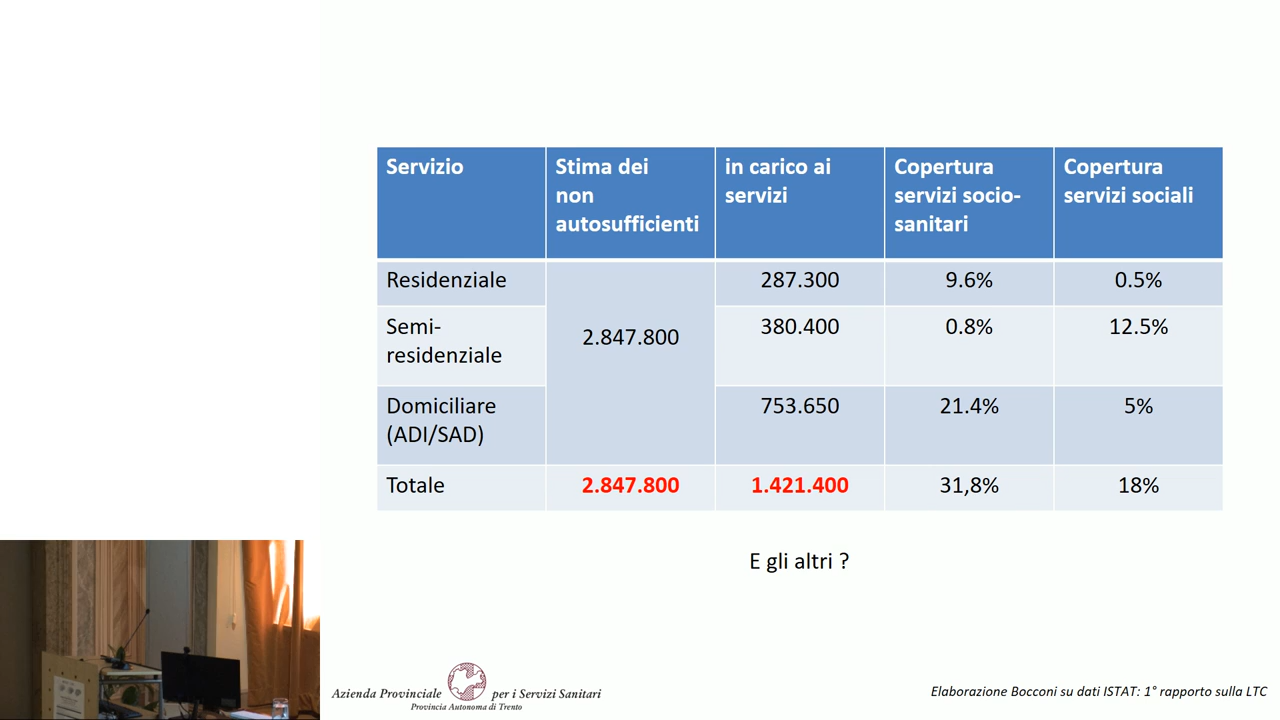 Servizio
Stima dei
non
autosufficienti
in carico ai
servizi
Copertura
servizi socio-
sanitari
Copertura
servizi sociali
Residenziale
287.300
9.6%
0.5%
2.847.800
Semi-
residenziale
380.400
0.8%
12.5%
Domiciliare
(ADI/SAD)
753.650
21.4%
5%
Totale
2.847.800
1.421.400
31,8%
18%
E gli altri ?
Azienda Provinciale per i Servizi Sanitari
Provincia Autonoma di Trento
Elaborazione Bocconi su dati ISTAT: 1° rapporto sulla LTC